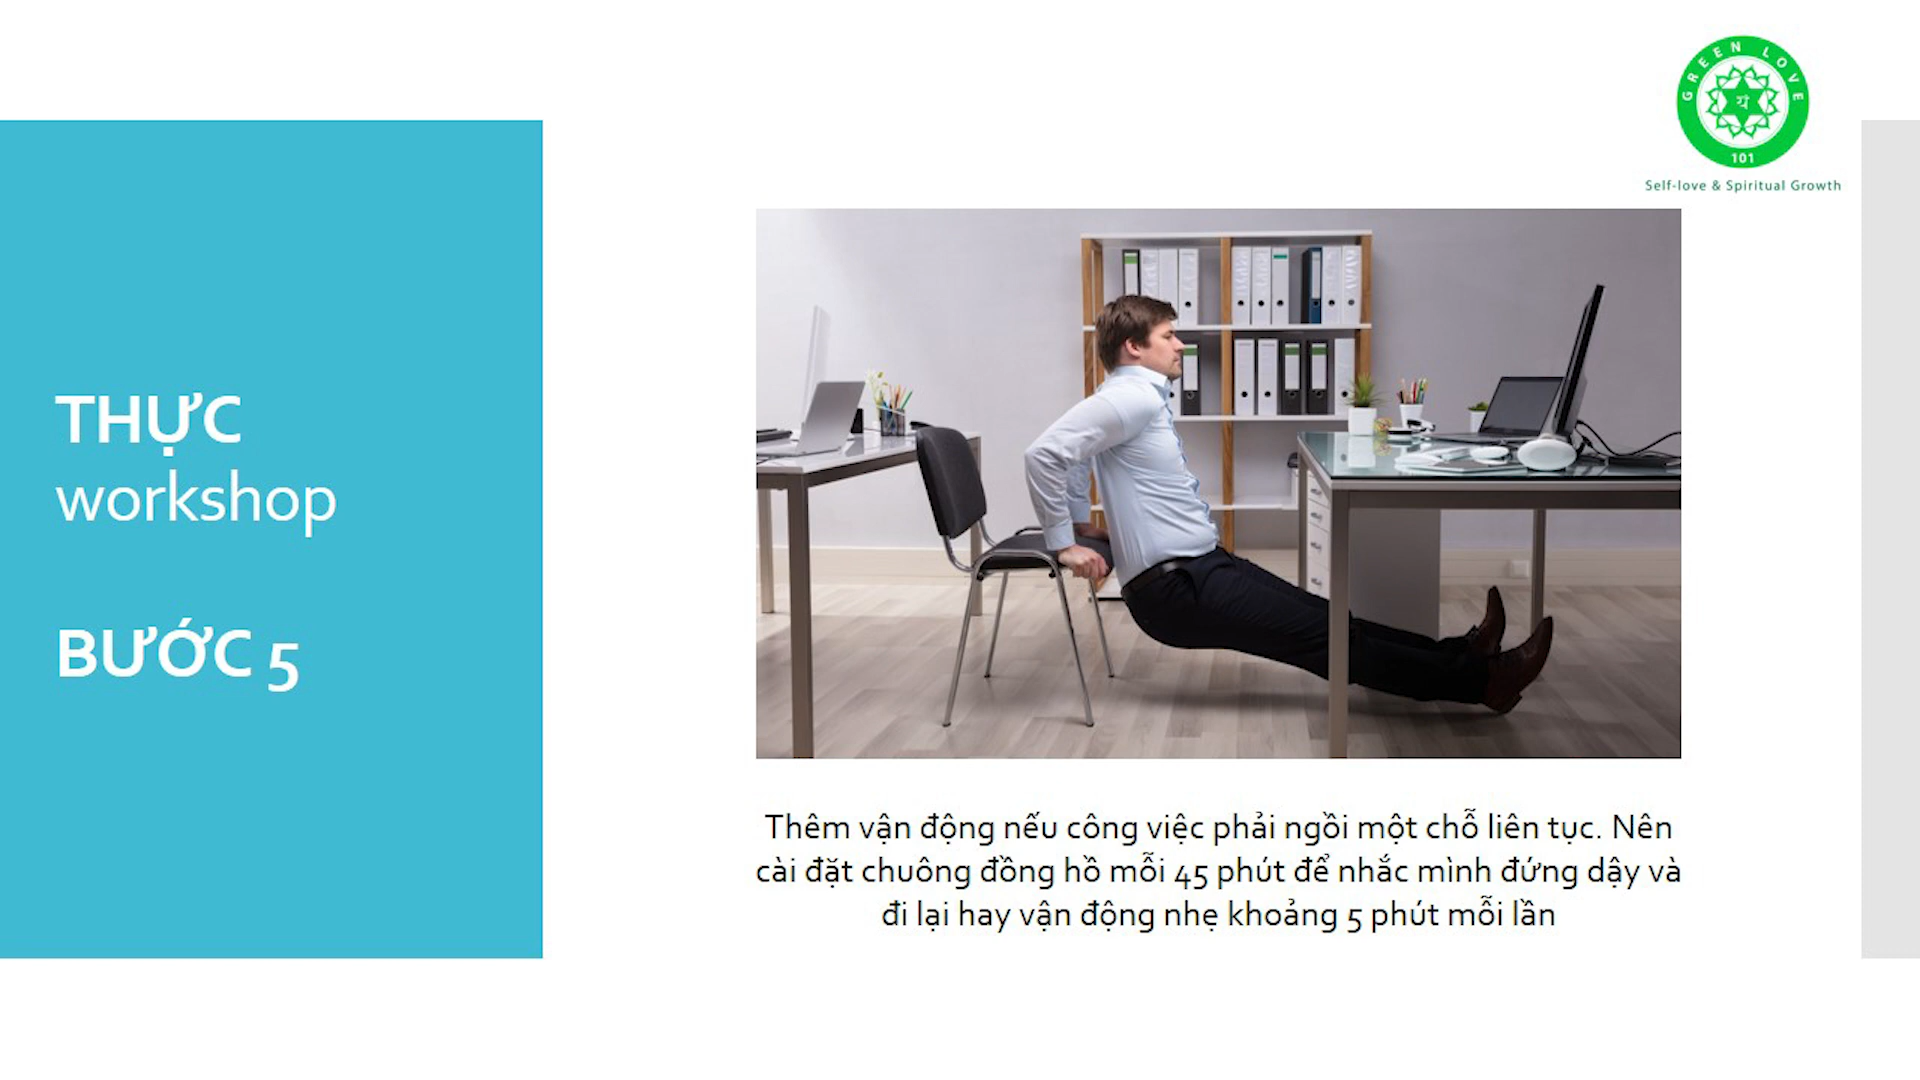 GREEN LOVE
101
Self-love & Spiritual Growth
THỰC
workshop
BƯỚC 5
Thêm vận động nếu công việc phải ngồi một chỗ liên tục. Nên
cài đặt chuông đồng hồ mỗi 45 phút để nhắc mình đứng dậy và
đi lại hay vận động nhẹ khoảng 5 phút mỗi lần